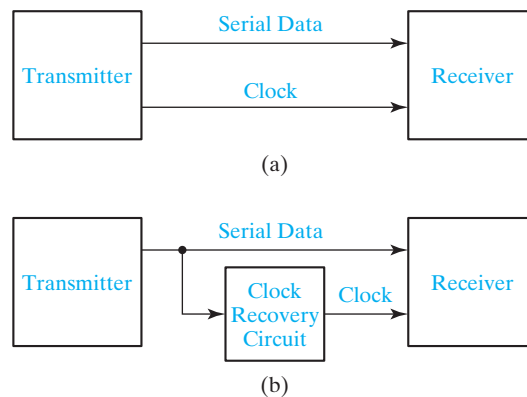 Serial Data
Transmitter
Receiver
Clock
(a)
Serial Data
Transmitter
Receiver
Clock
Recovery
Circuit
Clock
(b)